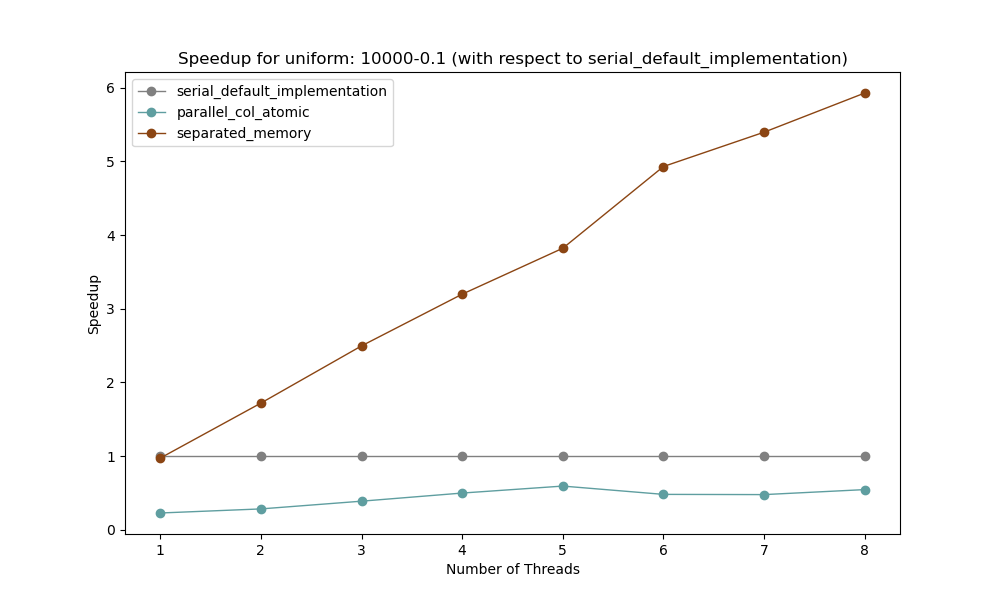 Speedup for uniform: 10000-0.1 (with respect to serial_default_implementation)
serial_default_implementation
parallel_col_atomic
separated_memory
Speedup
6
5
4
3
2
1
0
1 2 3 4 5 6 7 8
Number of Threads